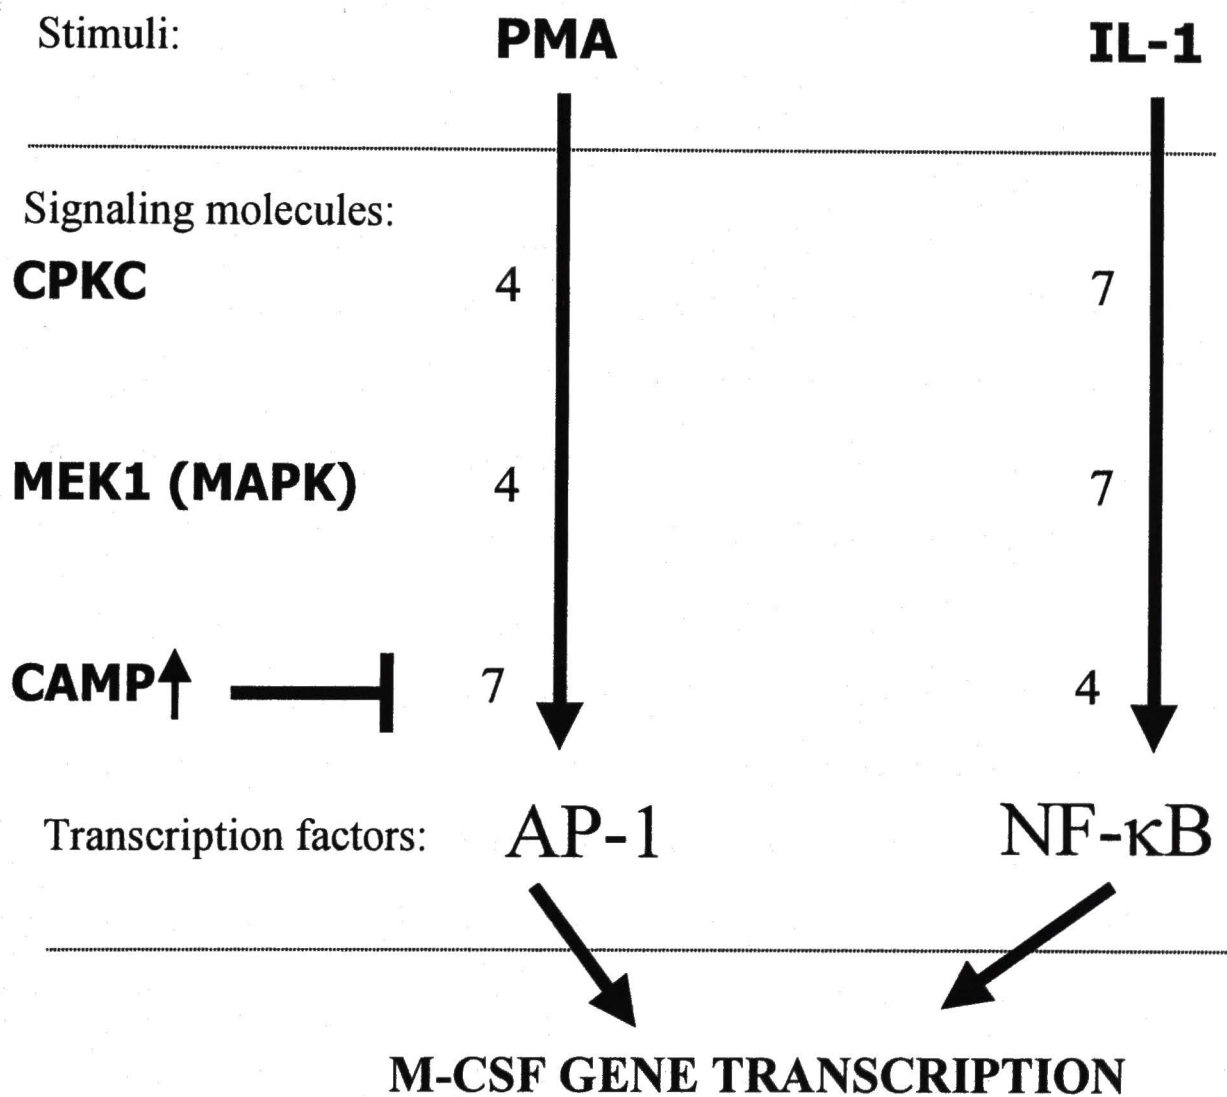 Stimuli: PMA IL-1
Signaling molecules:
CPKC 4 7
MEK1 (MAPK) 4 7
CAMP↑ 7 4
Transcription factors: AP-1 NF-κB
M-CSF GENE TRANSCRIPTION